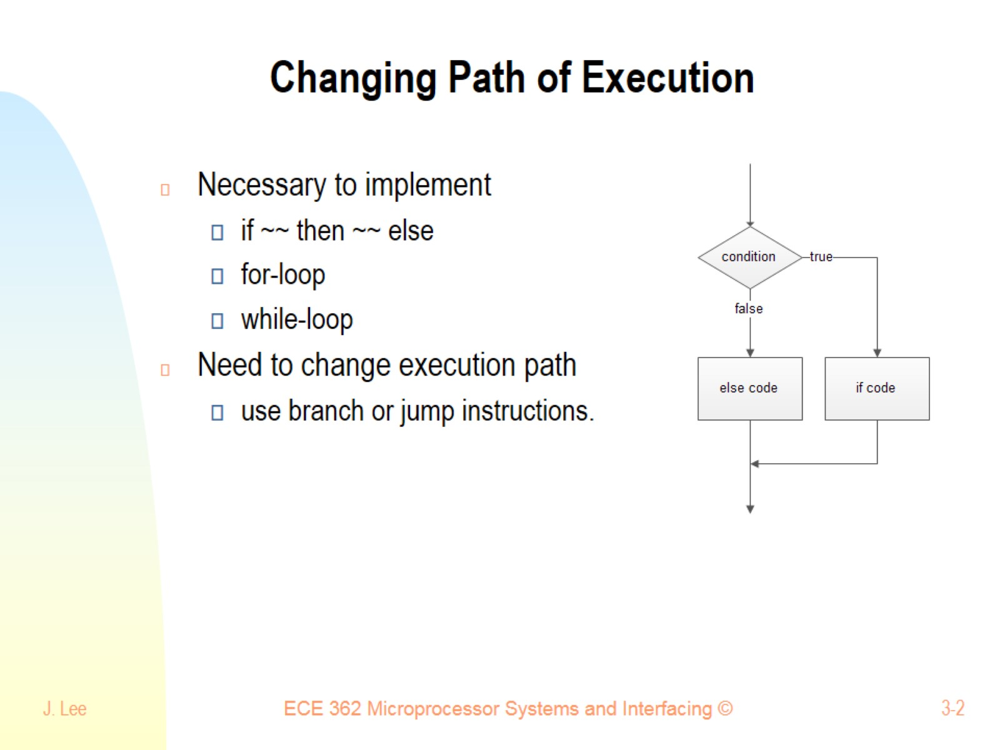 Changing Path of Execution
Necessary to implement
if ~~ then ~~ else
for-loop
while-loop
Need to change execution path
use branch or jump instructions.
condition
true
false
else code
if code
J. Lee
ECE 362 Microprocessor Systems and Interfacing ©
3-2